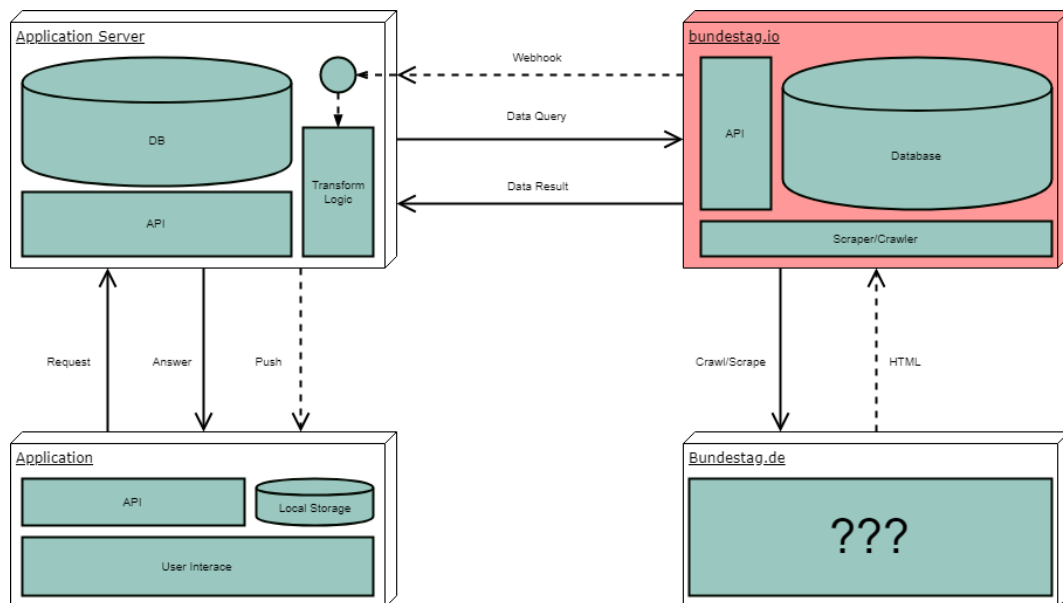 Application Server
DB
API
Transform
Logic
Webhook
Data Query
Data Result
bundestag.io
API
Database
Scraper/Crawler
Request
Answer
Push
Crawl/Scrape
HTML
Application
API
Local Storage
User Interace
Bundestag.de
???